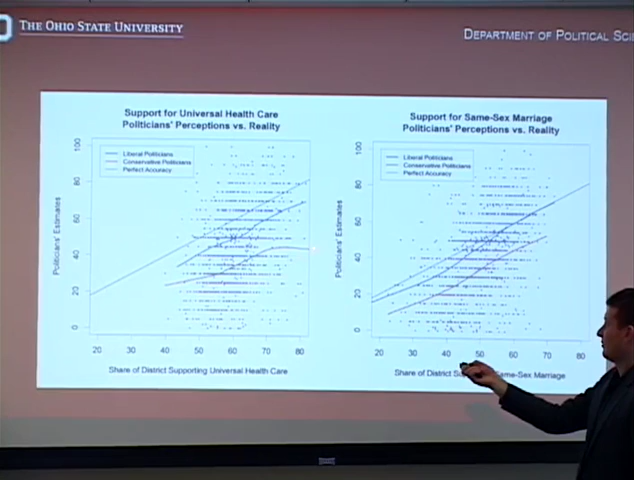 THE OHIO STATE UNIVERSITY
DEPARTMENT OF POLITICAL SCI
Support for Universal Health Care
Politicians' Perceptions vs. Reality
Liberal Politicians
Conservative Politicians
Perfect Accuracy
Politicians' Estimates
100
80
60
40
20
0
20 30 40 50 60 70 80
Share of District Supporting Universal Health Care
Support for Same-Sex Marriage
Politicians' Perceptions vs. Reality
Liberal Politicians
Conservative Politicians
Perfect Accuracy
Politicians' Estimates
100
80
60
40
20
0
20 30 40 50 60 70 80
Share of District Su Same-Sex Marriage